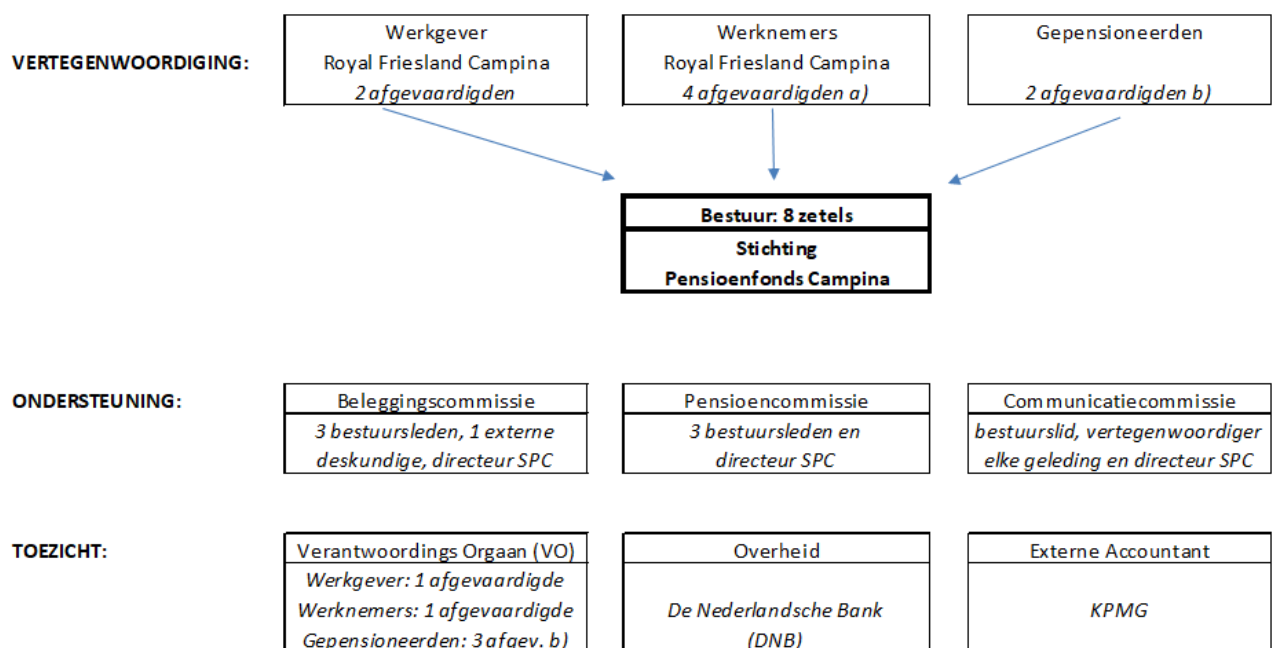 VERTEGENWOORDIGING:
Werkgever
Royal Friesland Campina
2 afgevaardigden
Werknemers
Royal Friesland Campina
4 afgevaardigden a)
Gepensioneerden
2 afgevaardigden b)
Bestuur: 8 zetels
Stichting
Pensioenfonds Campina
ONDERSTEUNING:
Beleggingscommissie
3 bestuursleden, 1 externe
deskundige, directeur SPC
Pensioencommissie
3 bestuursleden en
directeur SPC
Communicatiecommissie
bestuurslid, vertegenwoordiger
elke geleding en directeur SPC
TOEZICHT:
Verantwoordings Orgaan (VO)
Werkgever: 1 afgevaardigde
Werknemers: 1 afgevaardigde
Gepensioneerden: 3 afgev. b)
Overheid
De Nederlandsche Bank
(DNB)
Externe Accountant
KPMG